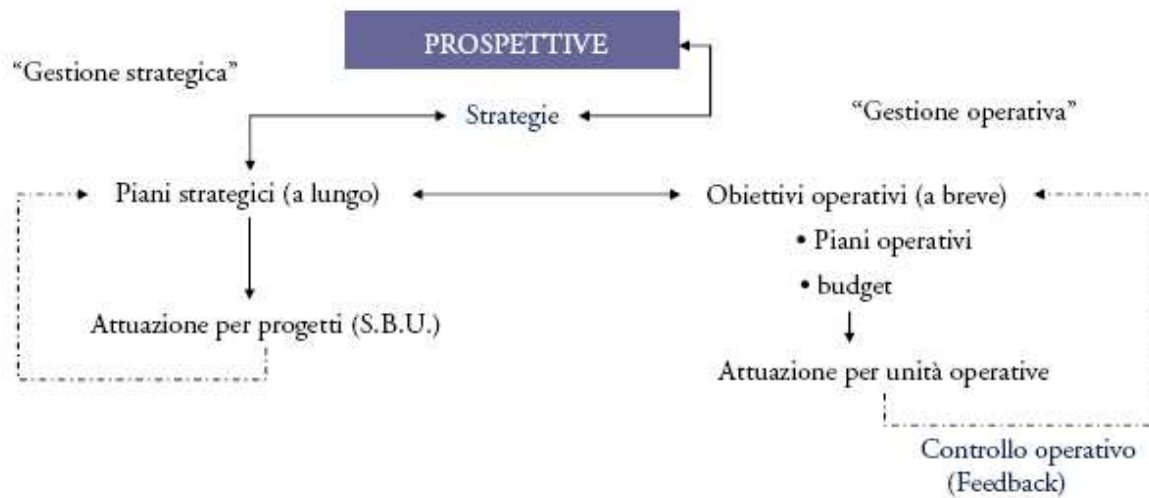 PROSPETTIVE
“Gestione strategica”
Strategie
“Gestione operativa”
Piani strategici (a lungo)
Obiettivi operativi (a breve)
• Piani operativi
• budget
Attuazione per progetti (S.B.U.)
Attuazione per unità operative
Controllo operativo
(Feedback)